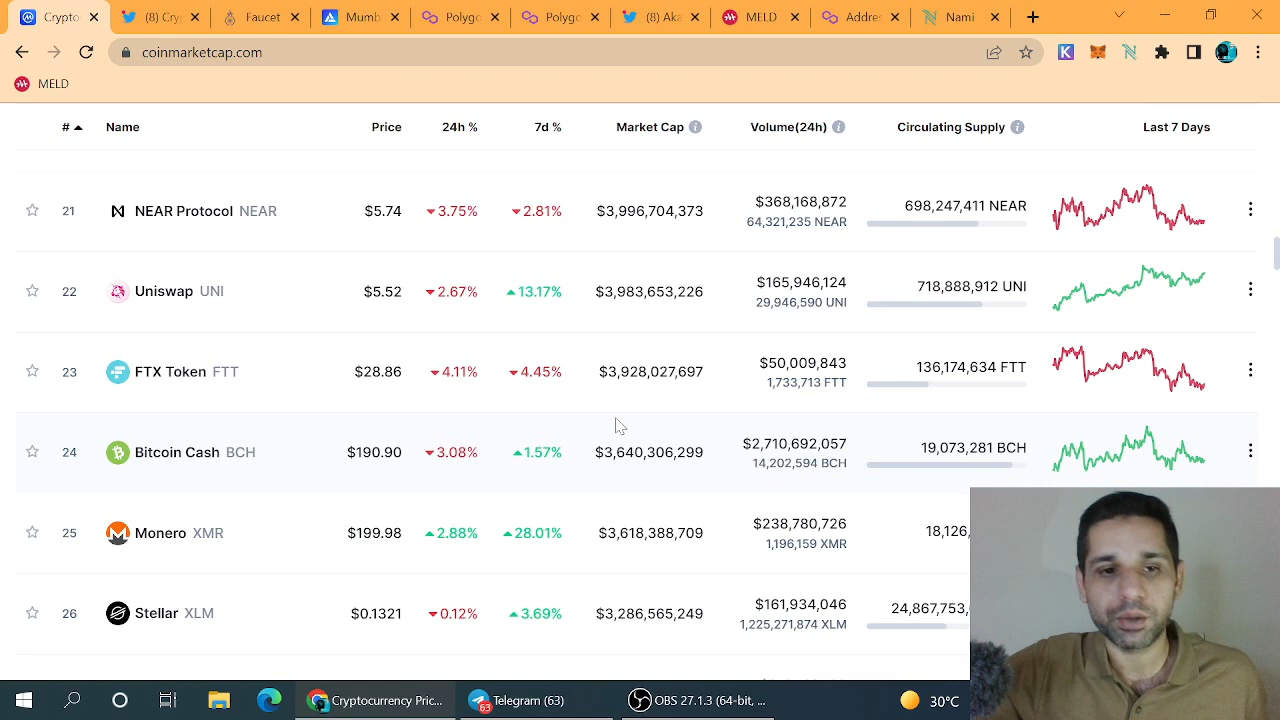 Crypto
(8) Cry
Faucet
Mumb
Polygo
Polygo
(8) Aka
MELD
Addre
Nami
coinmarketcap.com
MELD
# Name Price 24h % 7d % Market Cap Volume(24h) Circulating Supply Last 7 Days
21 NEAR Protocol NEAR $5.74 3.75% 2.81% $3,996,704,373 $368,168,872 698,247,411 NEAR
64,321,235 NEAR
22 Uniswap UNI $5.52 2.67% 13.17% $3,983,653,226 $165,946,124 718,888,912 UNI
29,946,590 UNI
23 FTX Token FTT $28.86 4.11% 4.45% $3,928,027,697 $50,009,843 136,174,634 FTT
1,733,713 FTT
24 Bitcoin Cash BCH $190.90 3.08% 1.57% $3,640,306,299 $2,710,692,057 19,073,281 BCH
14,202,594 BCH
25 Monero XMR $199.98 2.88% 28.01% $3,618,388,709 $238,780,726 18,126,
1,196,159 XMR
26 Stellar XLM $0.1321 0.12% 3.69% $3,286,565,249 $161,934,046 24,867,753,
1,225,271,874 XLM
Cryptocurrency Pric...
63
Telegram (63)
OBS 27.1.3 (64-bit, ...
30°C